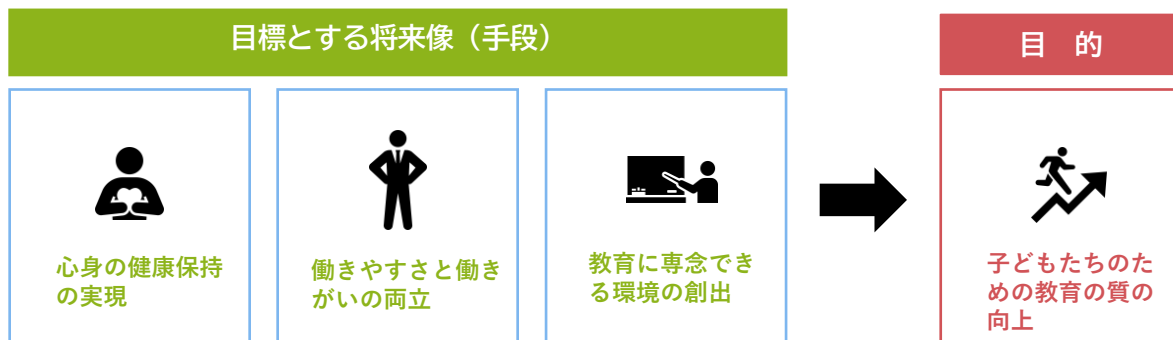 目標とする将来像（手段）
目　的
心身の健康保持
の実現
働きやすさと働き
がいの両立
教育に専念でき
る環境の創出
子どもたちのた
めの教育の質の
向上